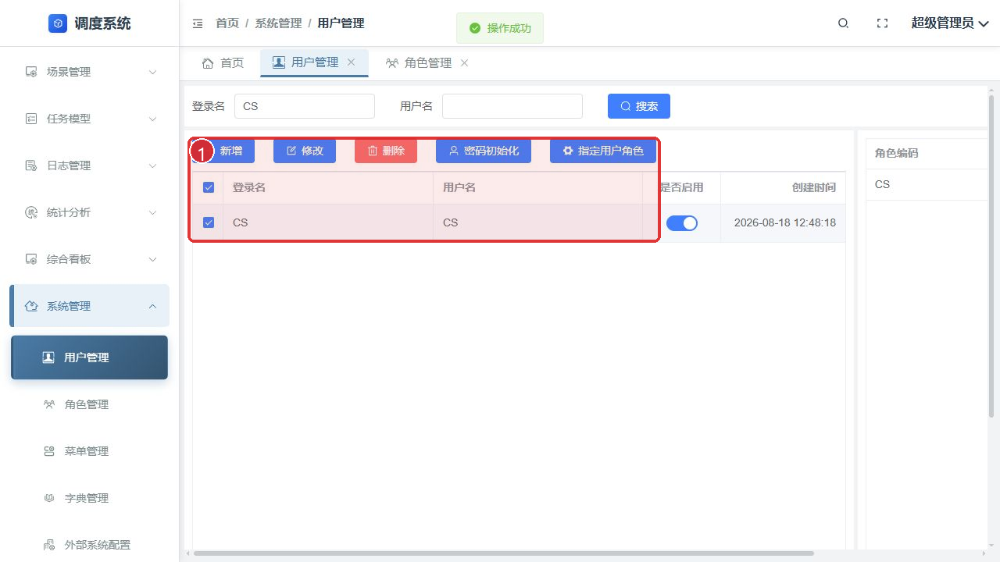 调度系统
首页 / 系统管理 / 用户管理
操作成功
超级管理员
首页
用户管理
角色管理
场景管理
任务模型
日志管理
统计分析
综合看板
系统管理
用户管理
角色管理
菜单管理
字典管理
外部系统配置
登录名 CS 用户名 搜索
1 新增 修改 删除 密码初始化 指定用户角色
登录名 用户名 是否启用 创建时间
CS CS 2026-08-18 12:48:18
角色编码
CS